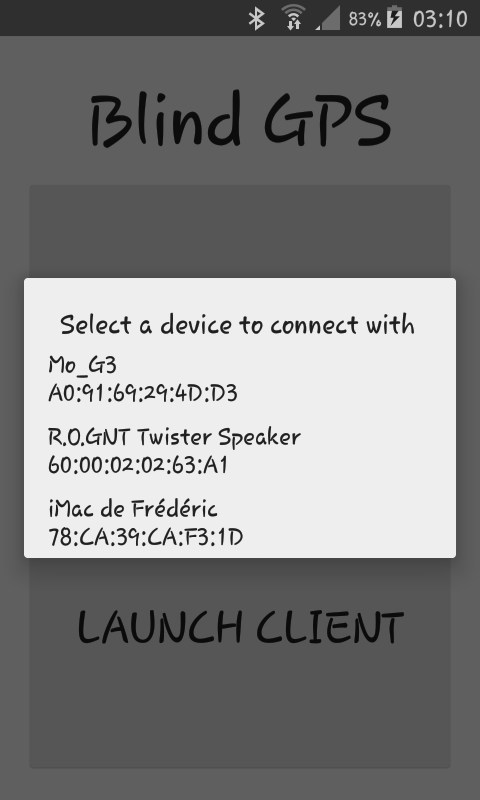 83% 03:10
Blind GPS
Select a device to connect with
Mo_G3
A0:91:69:29:4D:D3
R.O.GNT Twister Speaker
60:00:02:02:63:A1
iMac de Frédéric
78:CA:39:CA:F3:1D
LAUNCH CLIENT